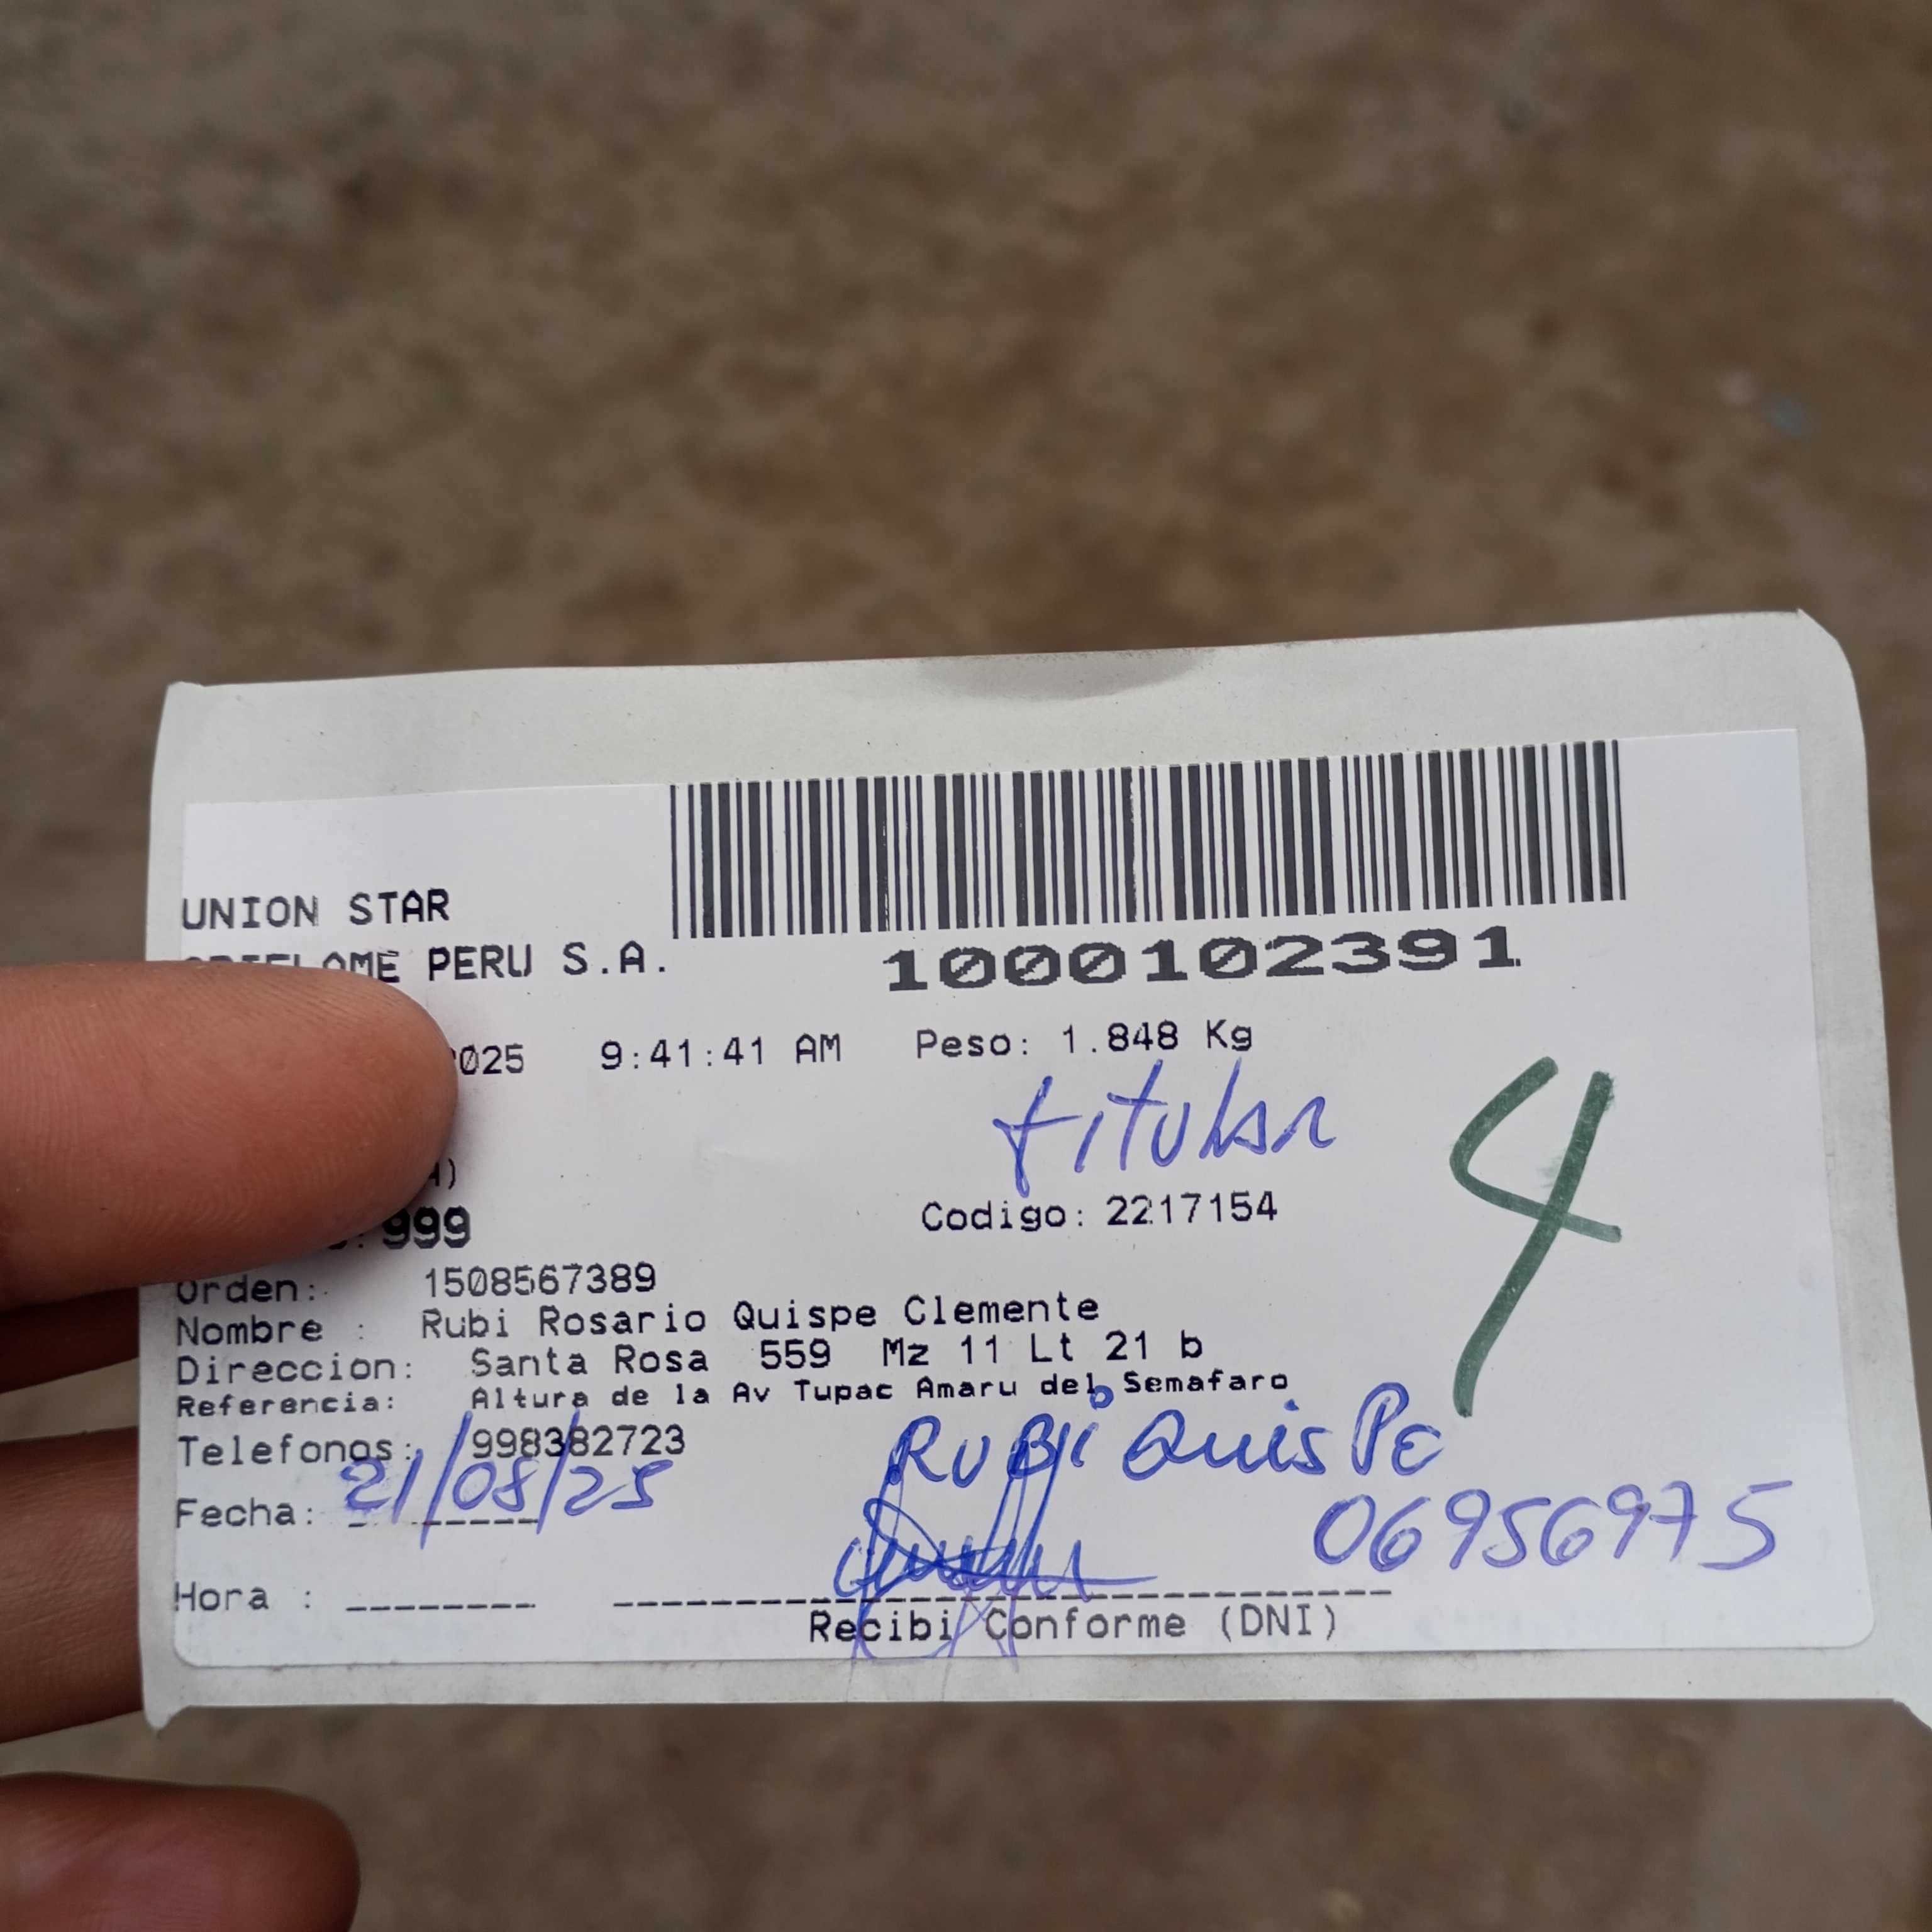 UNION STAR
ORIFLAME PERU S.A.
1000102391
2025 9:41:41 AM Peso: 1.848 Kg
titular
4
999
Codigo: 2217154
Orden: 1508567389
Nombre : Rubi Rosario Quispe Clemente
Direccion: Santa Rosa 559 Mz 11 Lt 21 b
Referencia: Altura de la Av Tupac Amaru del Semafaro
Telefonos: 998382723
RUBI QuisPe
Fecha: 21/08/25
06956975
Hora :
Recibi Conforme (DNI)